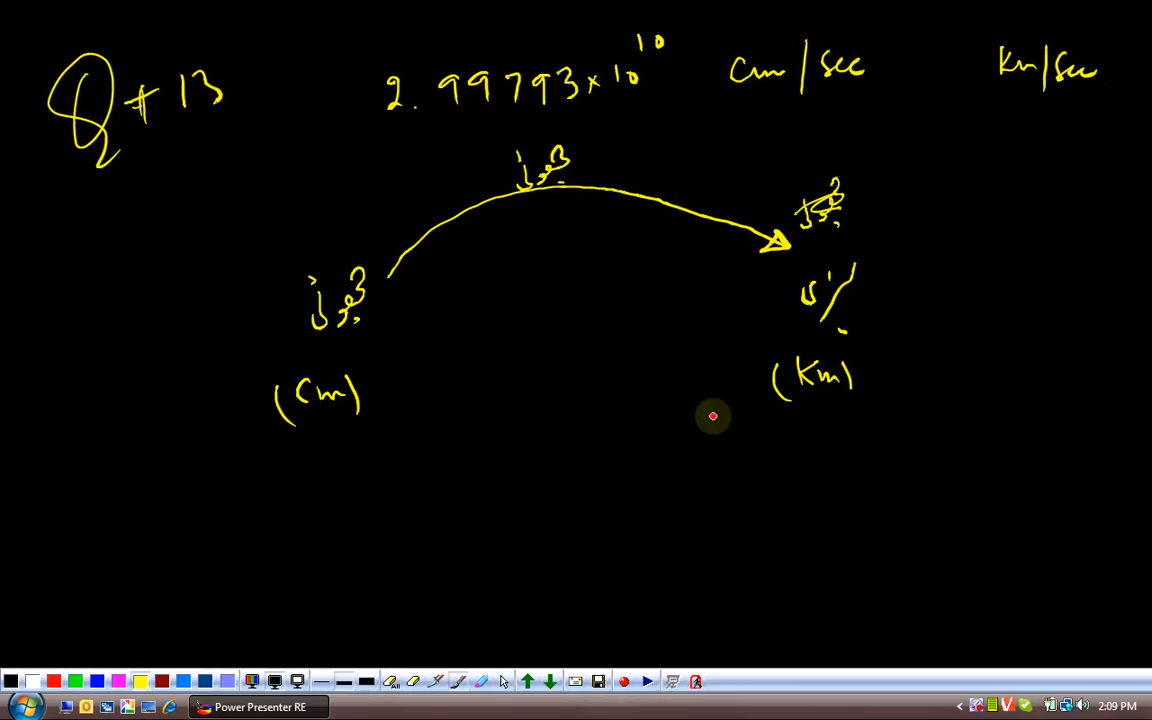 Q # 13 2.99793 × 10^10 cm/sec Km/sec
(Cm) (Km)
Power Presenter RE 2:09 PM